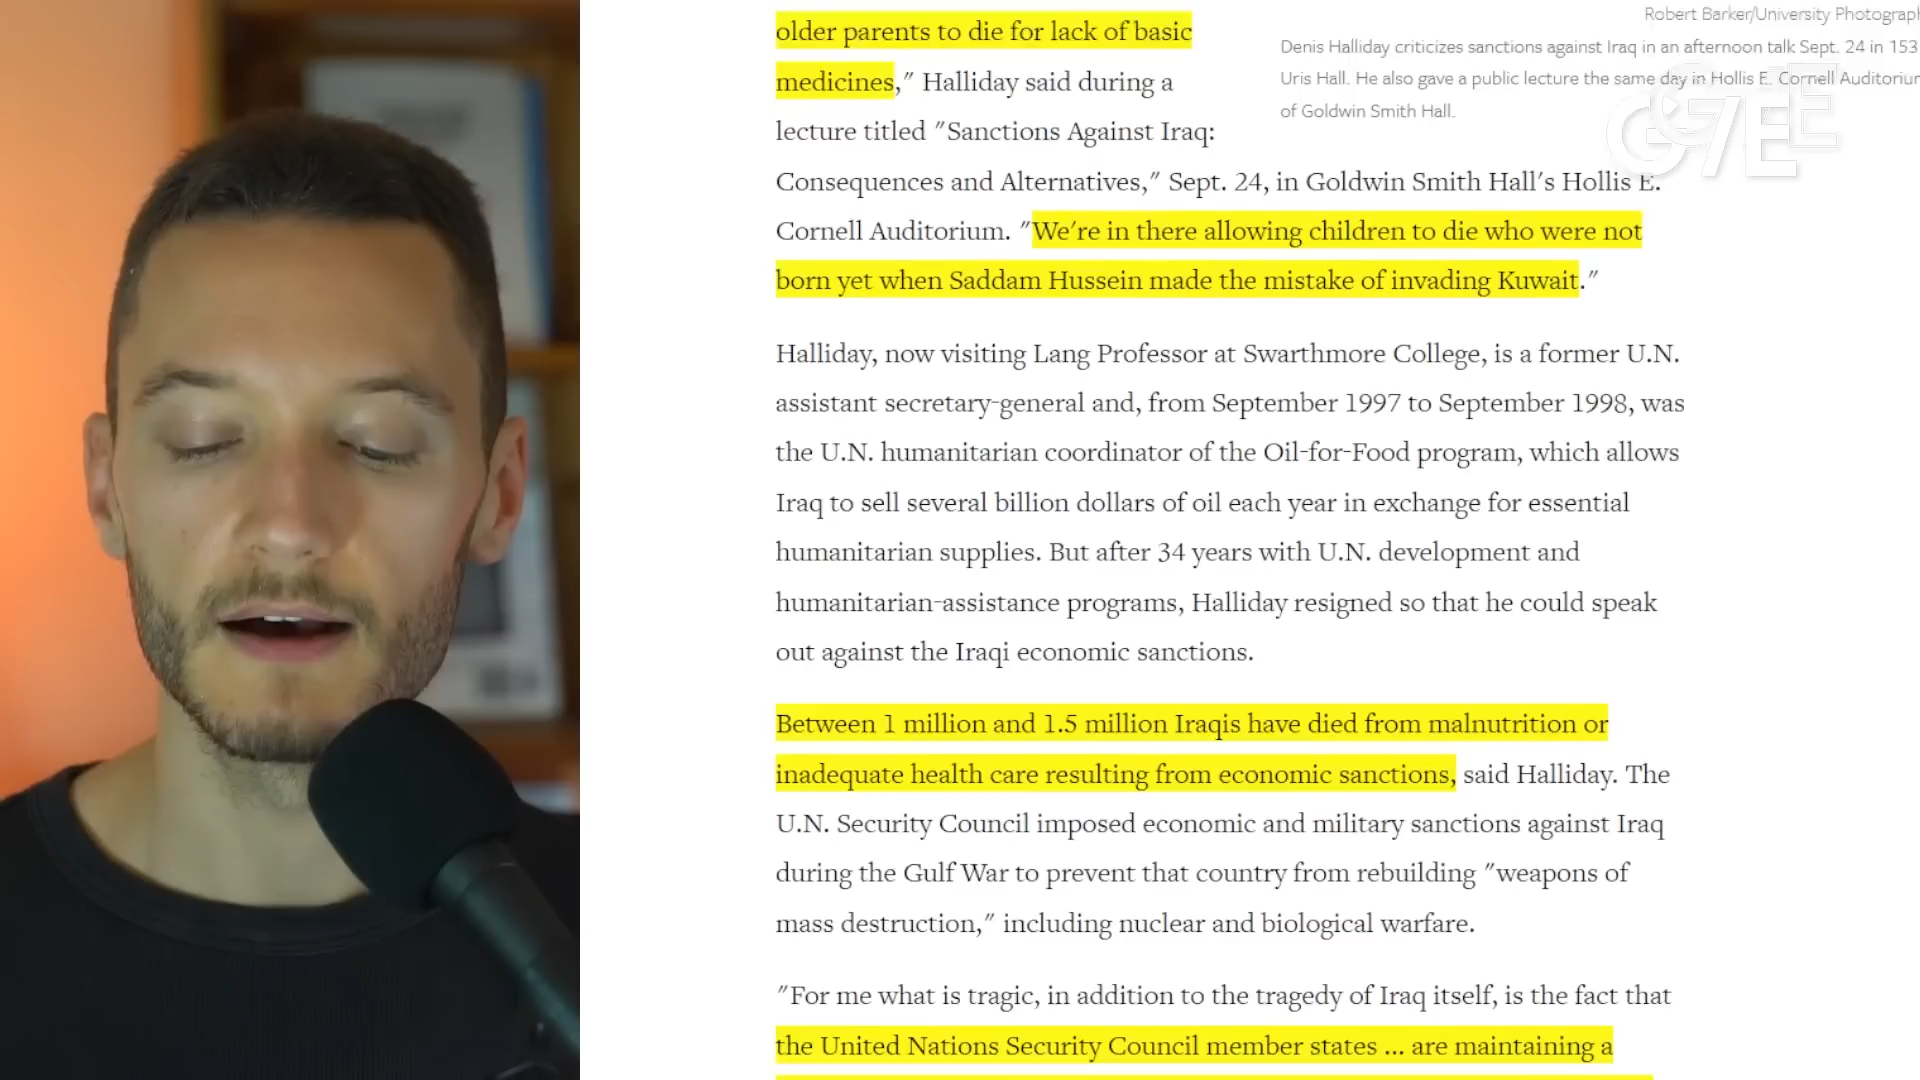 older parents to die for lack of basic
medicines," Halliday said during a
lecture titled "Sanctions Against Iraq:
Consequences and Alternatives," Sept. 24, in Goldwin Smith Hall's Hollis E.
Cornell Auditorium. "We're in there allowing children to die who were not
born yet when Saddam Hussein made the mistake of invading Kuwait."
Robert Barker/University Photograph
Denis Halliday criticizes sanctions against Iraq in an afternoon talk Sept. 24 in 153
Uris Hall. He also gave a public lecture the same day in Hollis E. Cornell Auditorium
of Goldwin Smith Hall.
Halliday, now visiting Lang Professor at Swarthmore College, is a former U.N.
assistant secretary-general and, from September 1997 to September 1998, was
the U.N. humanitarian coordinator of the Oil-for-Food program, which allows
Iraq to sell several billion dollars of oil each year in exchange for essential
humanitarian supplies. But after 34 years with U.N. development and
humanitarian-assistance programs, Halliday resigned so that he could speak
out against the Iraqi economic sanctions.
Between 1 million and 1.5 million Iraqis have died from malnutrition or
inadequate health care resulting from economic sanctions, said Halliday. The
U.N. Security Council imposed economic and military sanctions against Iraq
during the Gulf War to prevent that country from rebuilding "weapons of
mass destruction," including nuclear and biological warfare.
"For me what is tragic, in addition to the tragedy of Iraq itself, is the fact that
the United Nations Security Council member states ... are maintaining a